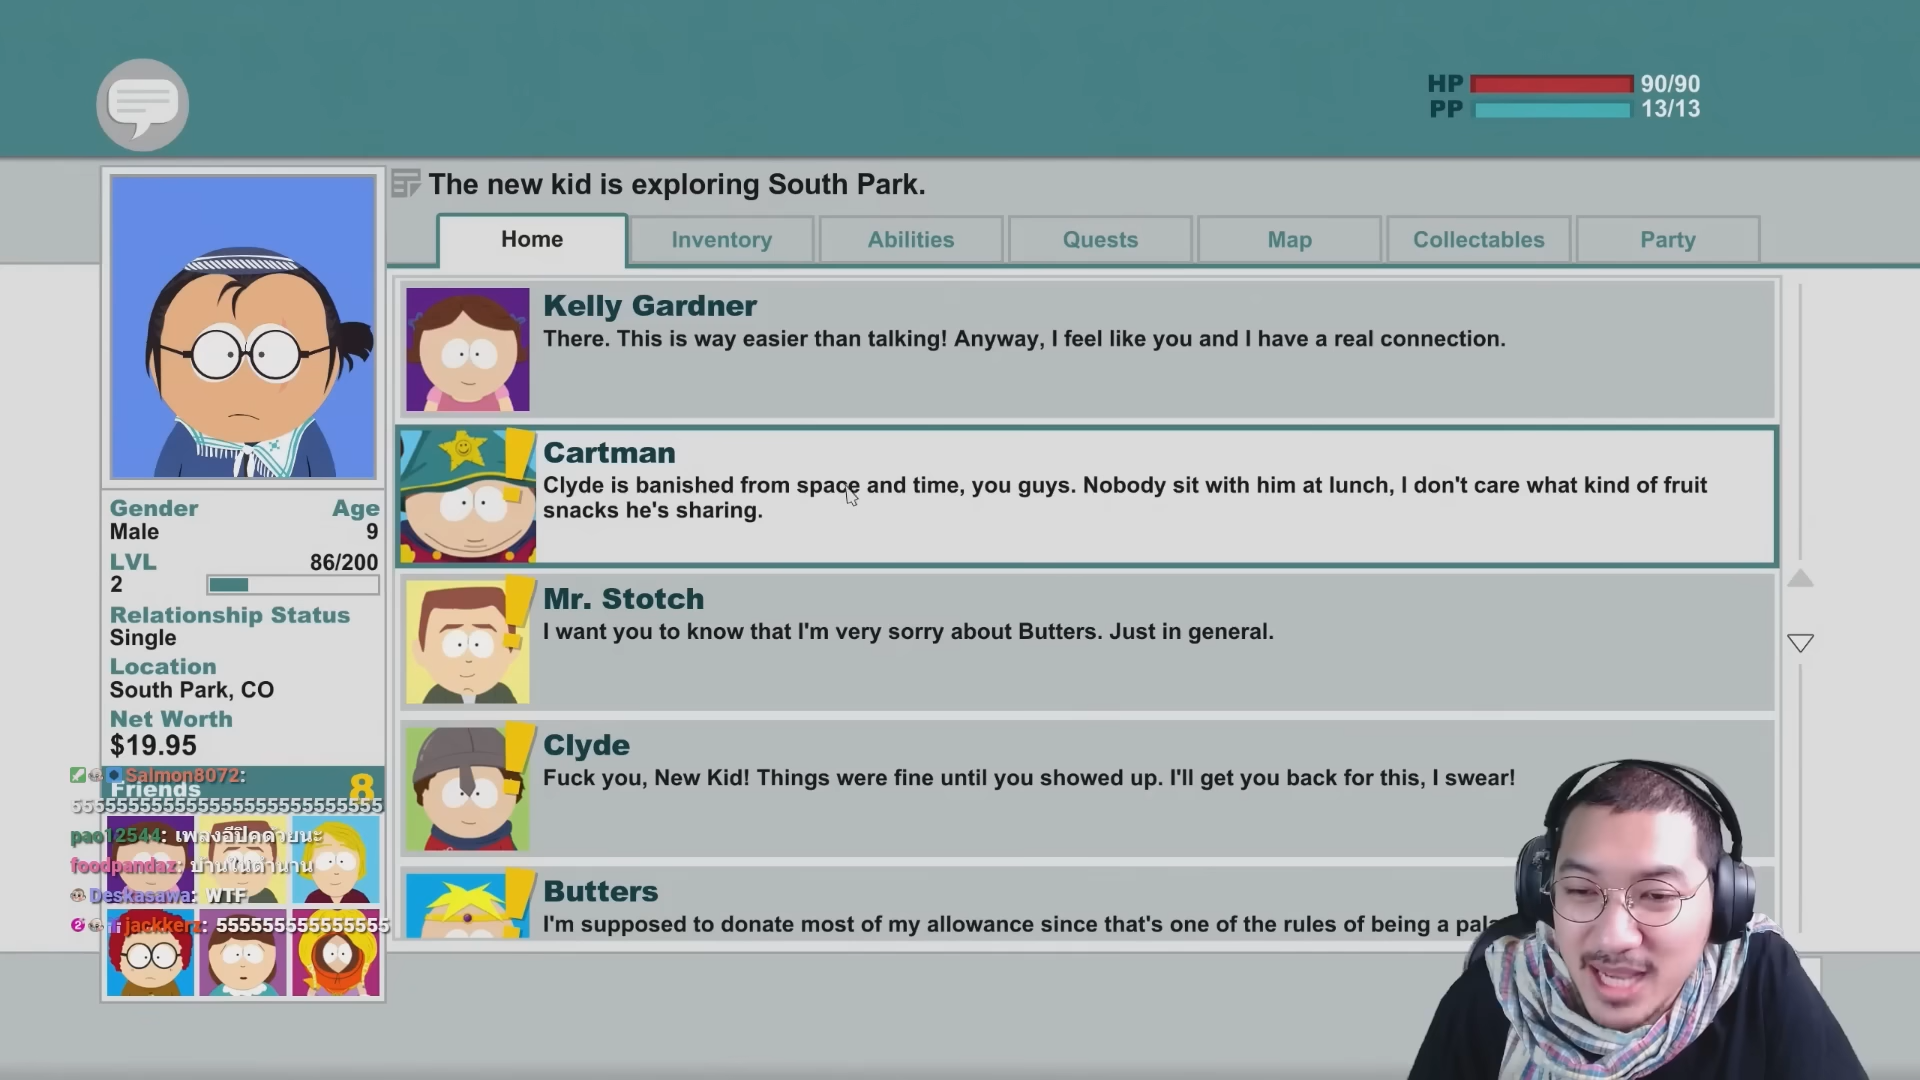 HP 90/90
PP 13/13
The new kid is exploring South Park.
Home Inventory Abilities Quests Map Collectables Party
Kelly Gardner
There. This is way easier than talking! Anyway, I feel like you and I have a real connection.
Cartman
Clyde is banished from space and time, you guys. Nobody sit with him at lunch, I don't care what kind of fruit
snacks he's sharing.
Mr. Stotch
I want you to know that I'm very sorry about Butters. Just in general.
Clyde
Fuck you, New Kid! Things were fine until you showed up. I'll get you back for this, I swear!
Butters
I'm supposed to donate most of my allowance since that's one of the rules of being a pala
Gender Age
Male 9
LVL 86/200
2
Relationship Status
Single
Location
South Park, CO
Net Worth
$19.95
Friends 8
Salmon8072:
5555555555555555555555555555
pao12544: เพลงอีปิคด้วยนะ
foodpandaz: บ้านในตำนาน
Deskasawa: WTF
jackkerz: 555555555555555